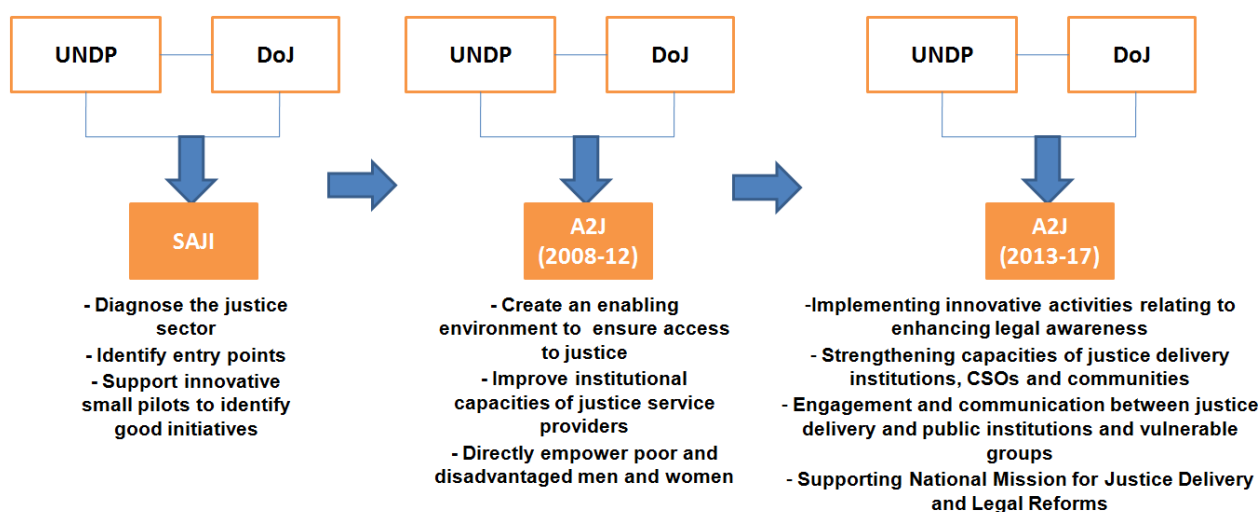 UNDP
DoJ
SAJI
- Diagnose the justice
sector
- Identify entry points
- Support innovative
small pilots to identify
good initiatives
UNDP
DoJ
A2J
(2008-12)
- Create an enabling
environment to  ensure access
to justice
- Improve institutional
capacities of justice service
providers
- Directly empower poor and
disadvantaged men and women
UNDP
DoJ
A2J
(2013-17)
-Implementing innovative activities relating to
enhancing legal awareness
- Strengthening capacities of justice delivery
institutions, CSOs and communities
- Engagement and communication between justice
delivery and public institutions and vulnerable
groups
- Supporting National Mission for Justice Delivery
and Legal Reforms